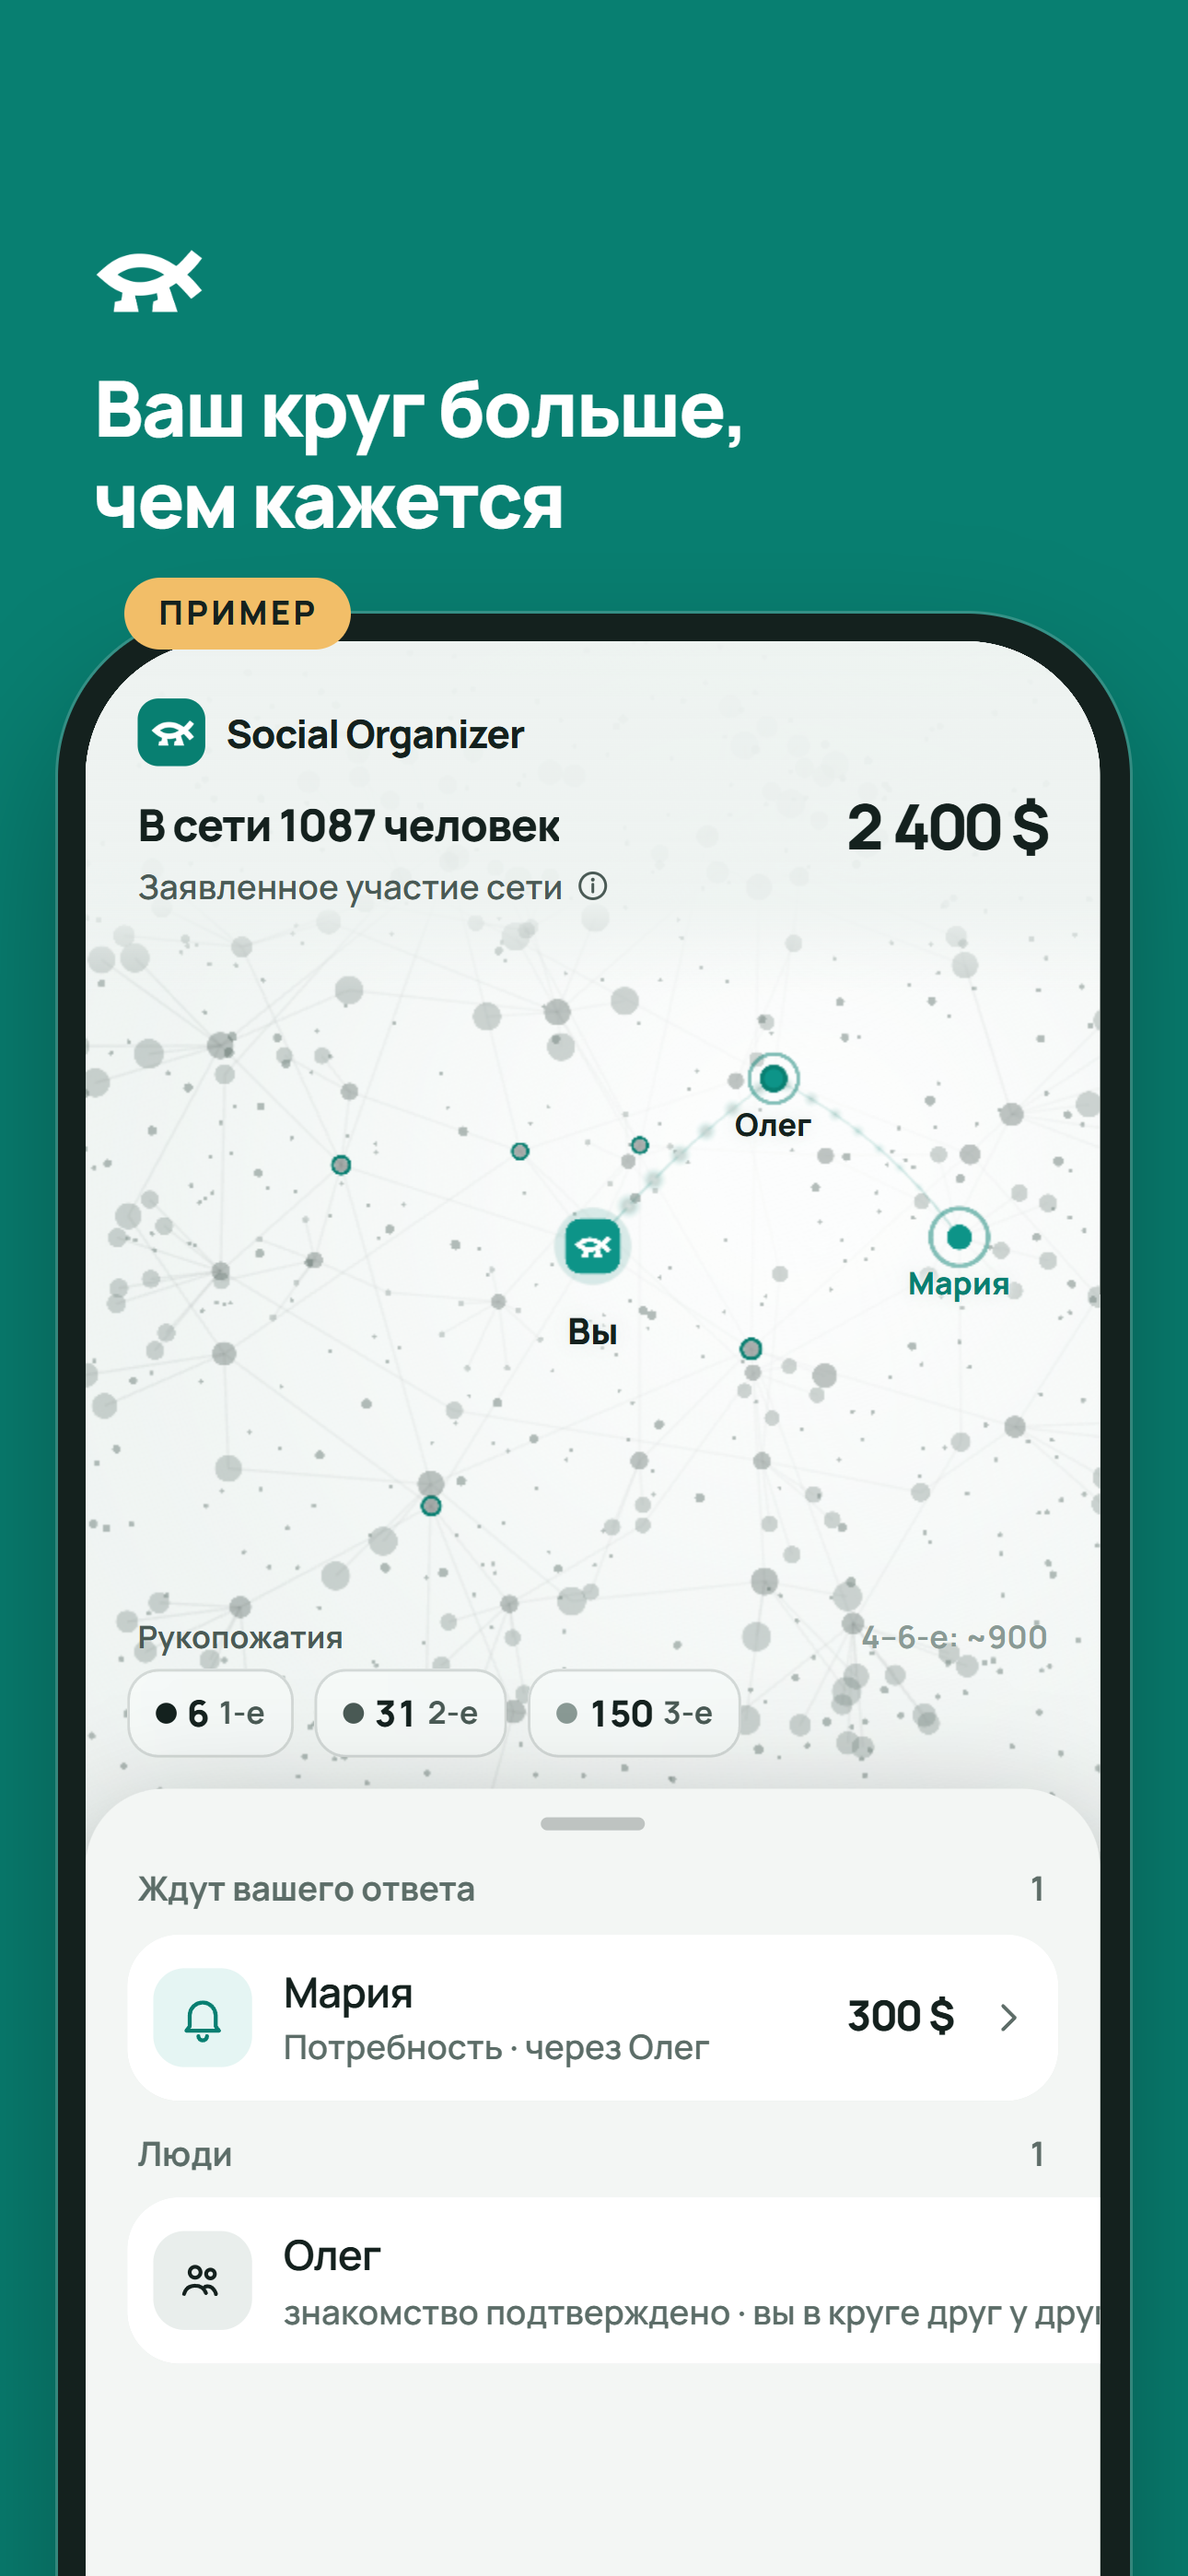 Ваш круг больше,
чем кажется
ПРИМЕР
Social Organizer
В сети 1087 человек
2 400 $
Заявленное участие сети
Олег
Мария
Вы
Рукопожатия
4–6-е: ~900
6 1-е
31 2-е
150 3-е
Ждут вашего ответа
1
Мария
Потребность · через Олег
300 $
Люди
1
Олег
знакомство подтверждено · вы в круге друг у друг